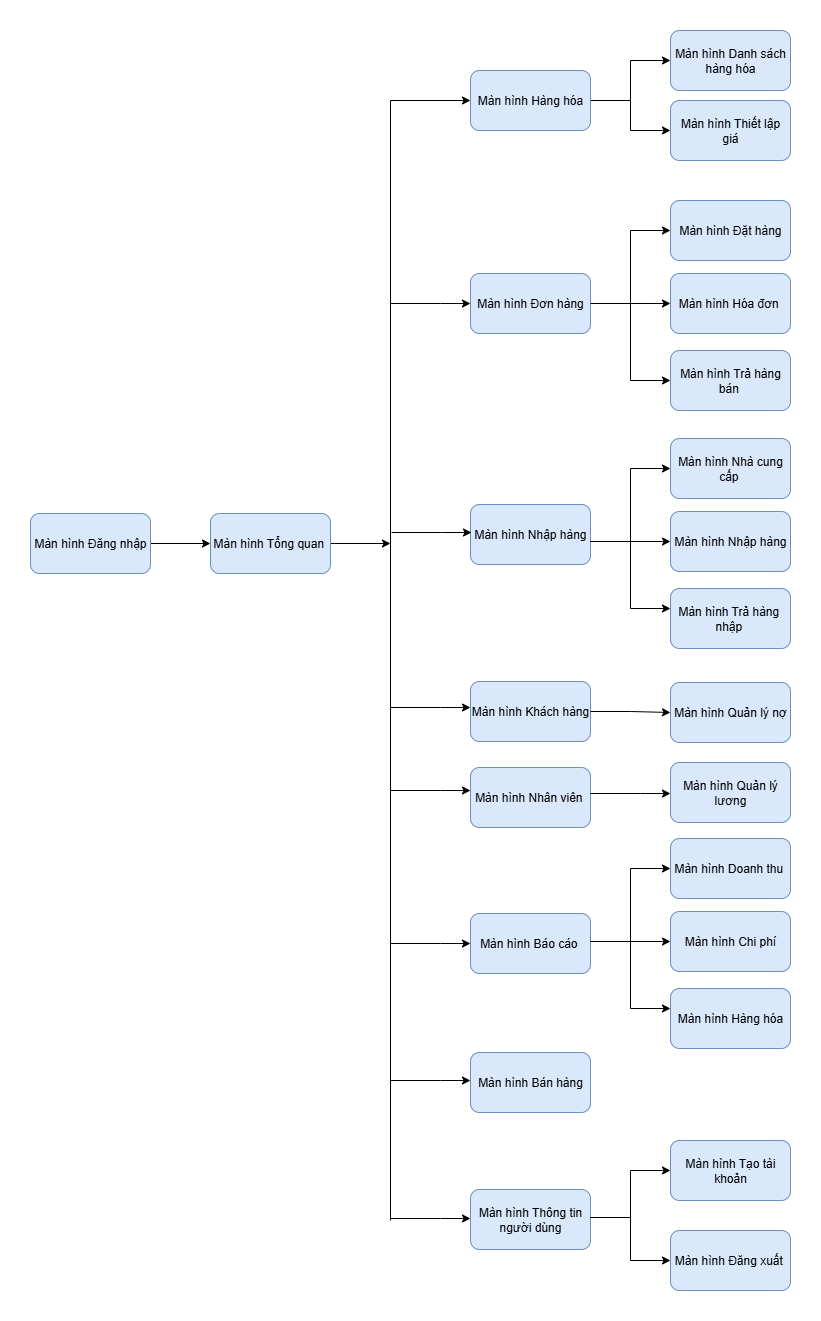 Màn hình Đăng nhập
Màn hình Tổng quan
Màn hình Hàng hóa
Màn hình Danh sách
hàng hóa
Màn hình Thiết lập
giá
Màn hình Đơn hàng
Màn hình Đặt hàng
Màn hình Hóa đơn
Màn hình Trả hàng
bán
Màn hình Nhập hàng
Màn hình Nhà cung
cấp
Màn hình Nhập hàng
Màn hình Trả hàng
nhập
Màn hình Khách hàng
Màn hình Quản lý nợ
Màn hình Nhân viên
Màn hình Quản lý
lương
Màn hình Báo cáo
Màn hình Doanh thu
Màn hình Chi phí
Màn hình Hàng hóa
Màn hình Bán hàng
Màn hình Thông tin
người dùng
Màn hình Tạo tài
khoản
Màn hình Đăng xuất